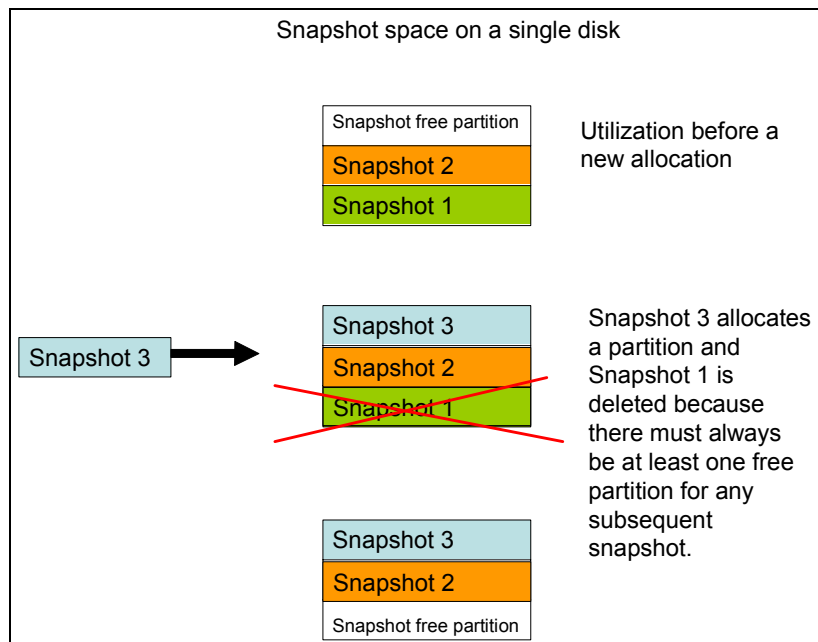 Snapshot space on a single disk
Snapshot free partition
Snapshot 2
Snapshot 1
Utilization before a
new allocation
Snapshot 3
Snapshot 3
Snapshot 2
Snapshot 1
Snapshot 3 allocates
a partition and
Snapshot 1 is
deleted because
there must always
be at least one free
partition for any
subsequent
snapshot.
Snapshot 3
Snapshot 2
Snapshot free partition